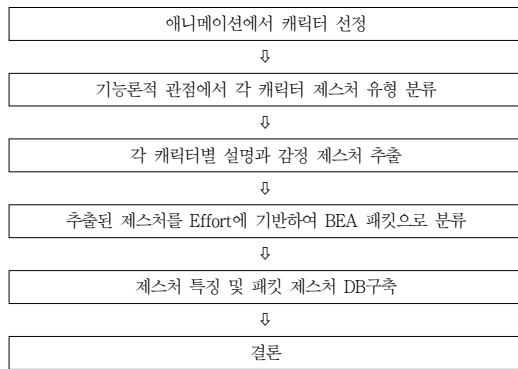 애니메이션에서 캐릭터 선정
⇩
기능론적 관점에서 각 캐릭터 제스처 유형 분류
⇩
각 캐릭터별 설명과 감정 제스처 추출
⇩
추출된 제스처를 Effort에 기반하여 BEA 패킷으로 분류
⇩
제스처 특징 및 패킷 제스처 DB구축
⇩
결론